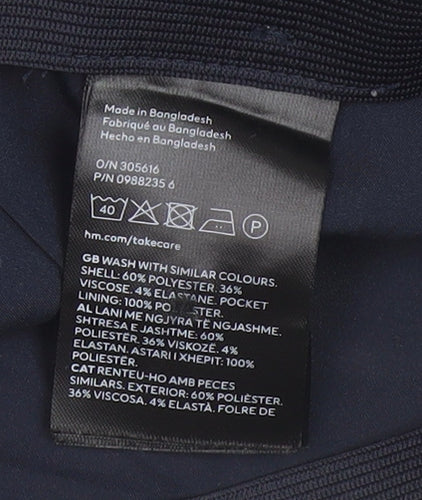 Made in Bangladesh
Fabriqué au Bangladesh
Hecho en Bangladesh
O/N 305616
P/N 0988235 6
40 P
hm.com/takecare
GB WASH WITH SIMILAR COLOURS.
SHELL: 60% POLYESTER. 36%
VISCOSE. 4% ELASTANE. POCKET
LINING: 100% POLYESTER.
AL LANI ME NGJYRA TË NGJASHME.
SHTRESA E JASHTME: 60%
POLIESTËR. 36% VISKOZË. 4%
ELASTAN. ASTARI I XHEPIT: 100%
POLIESTËR.
CAT RENTEU-HO AMB PECES
SIMILARS. EXTERIOR: 60% POLIÈSTER.
36% VISCOSA. 4% ELASTÀ. FOLRE DE